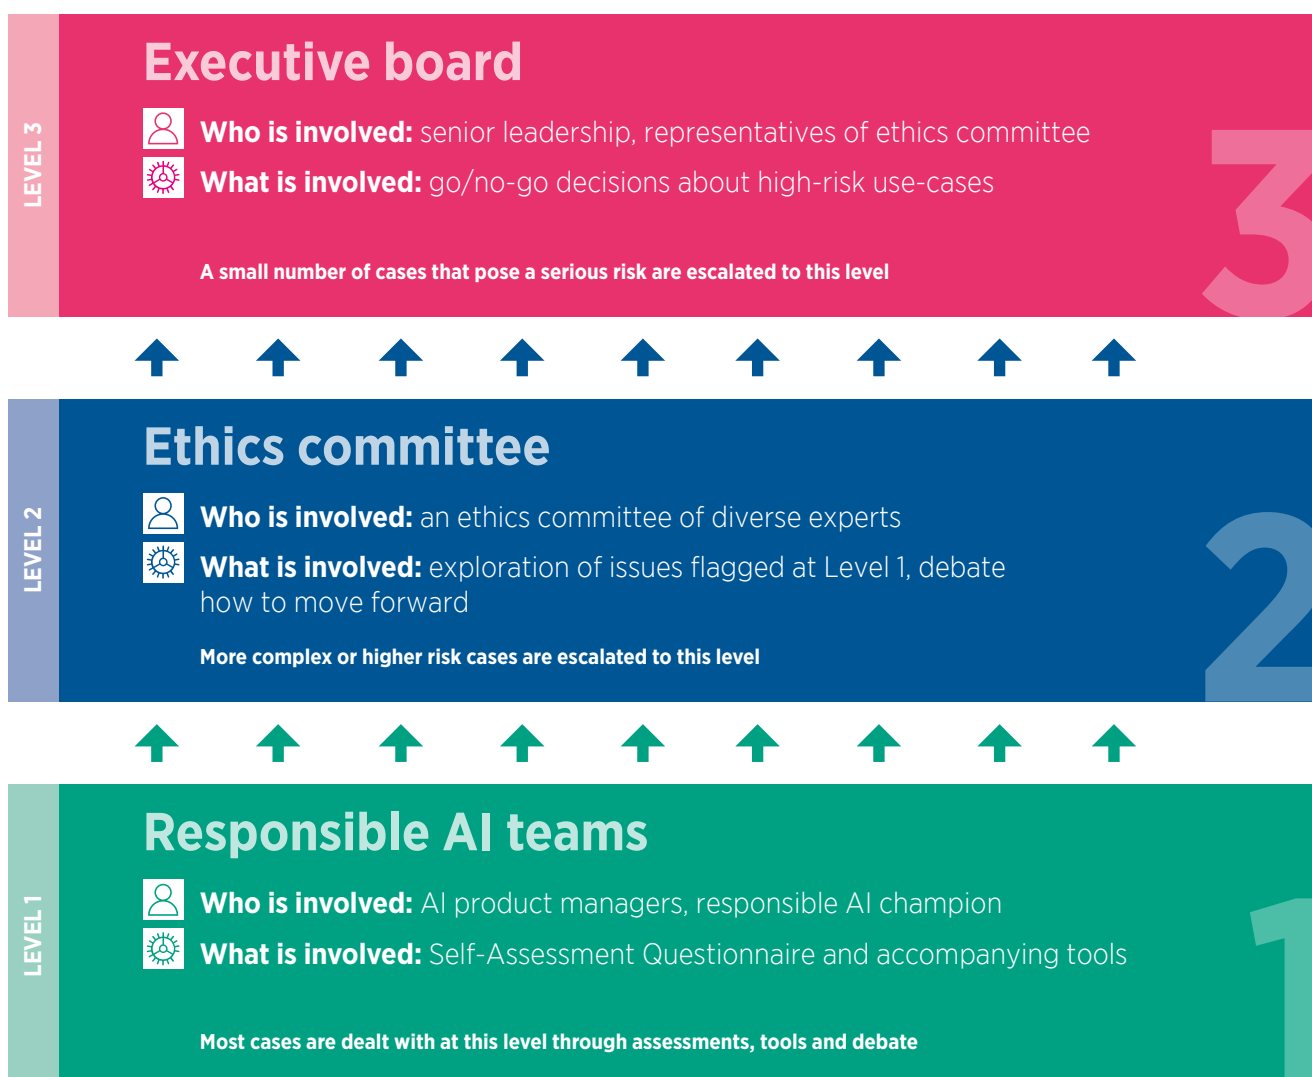 LEVEL 3
Executive board
Who is involved: senior leadership, representatives of ethics committee
What is involved: go/no-go decisions about high-risk use-cases
A small number of cases that pose a serious risk are escalated to this level
3
LEVEL 2
Ethics committee
Who is involved: an ethics committee of diverse experts
What is involved: exploration of issues flagged at Level 1, debate
how to move forward
More complex or higher risk cases are escalated to this level
2
LEVEL 1
Responsible AI teams
Who is involved: AI product managers, responsible AI champion
What is involved: Self-Assessment Questionnaire and accompanying tools
Most cases are dealt with at this level through assessments, tools and debate
1